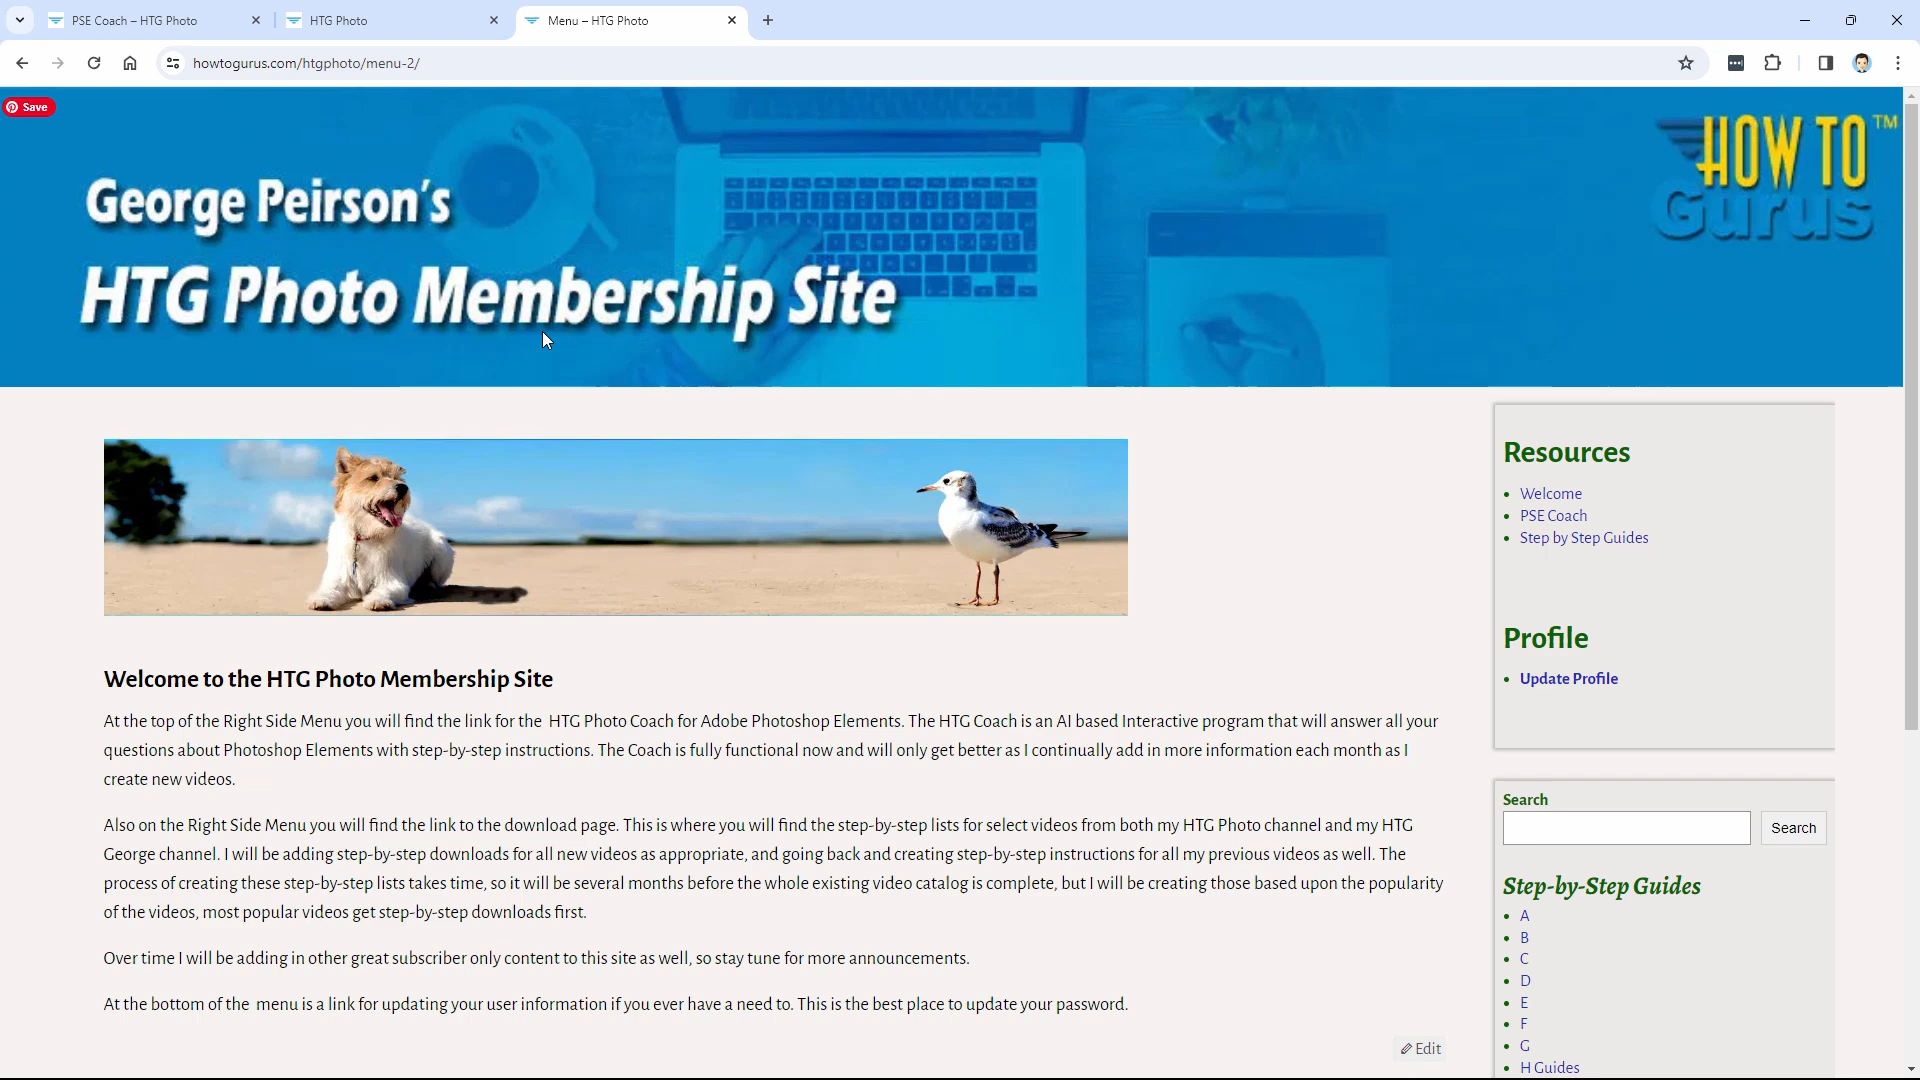 PSE Coach – HTG Photo
HTG Photo
Menu – HTG Photo
howtogurus.com/htgphoto/menu-2/
Save
George Peirson's
HTG Photo Membership Site
HOW TO™
Gurus
Welcome to the HTG Photo Membership Site
At the top of the Right Side Menu you will find the link for the HTG Photo Coach for Adobe Photoshop Elements. The HTG Coach is an AI based Interactive program that will answer all your
questions about Photoshop Elements with step-by-step instructions. The Coach is fully functional now and will only get better as I continually add in more information each month as I
create new videos.
Also on the Right Side Menu you will find the link to the download page. This is where you will find the step-by-step lists for select videos from both my HTG Photo channel and my HTG
George channel. I will be adding step-by-step downloads for all new videos as appropriate, and going back and creating step-by-step instructions for all my previous videos as well. The
process of creating these step-by-step lists takes time, so it will be several months before the whole existing video catalog is complete, but I will be creating those based upon the popularity
of the videos, most popular videos get step-by-step downloads first.
Over time I will be adding in other great subscriber only content to this site as well, so stay tune for more announcements.
At the bottom of the menu is a link for updating your user information if you ever have a need to. This is the best place to update your password.
Edit
Resources
Welcome
PSE Coach
Step by Step Guides
Profile
Update Profile
Search
Search
Step-by-Step Guides
A
B
C
D
E
F
G
H Guides